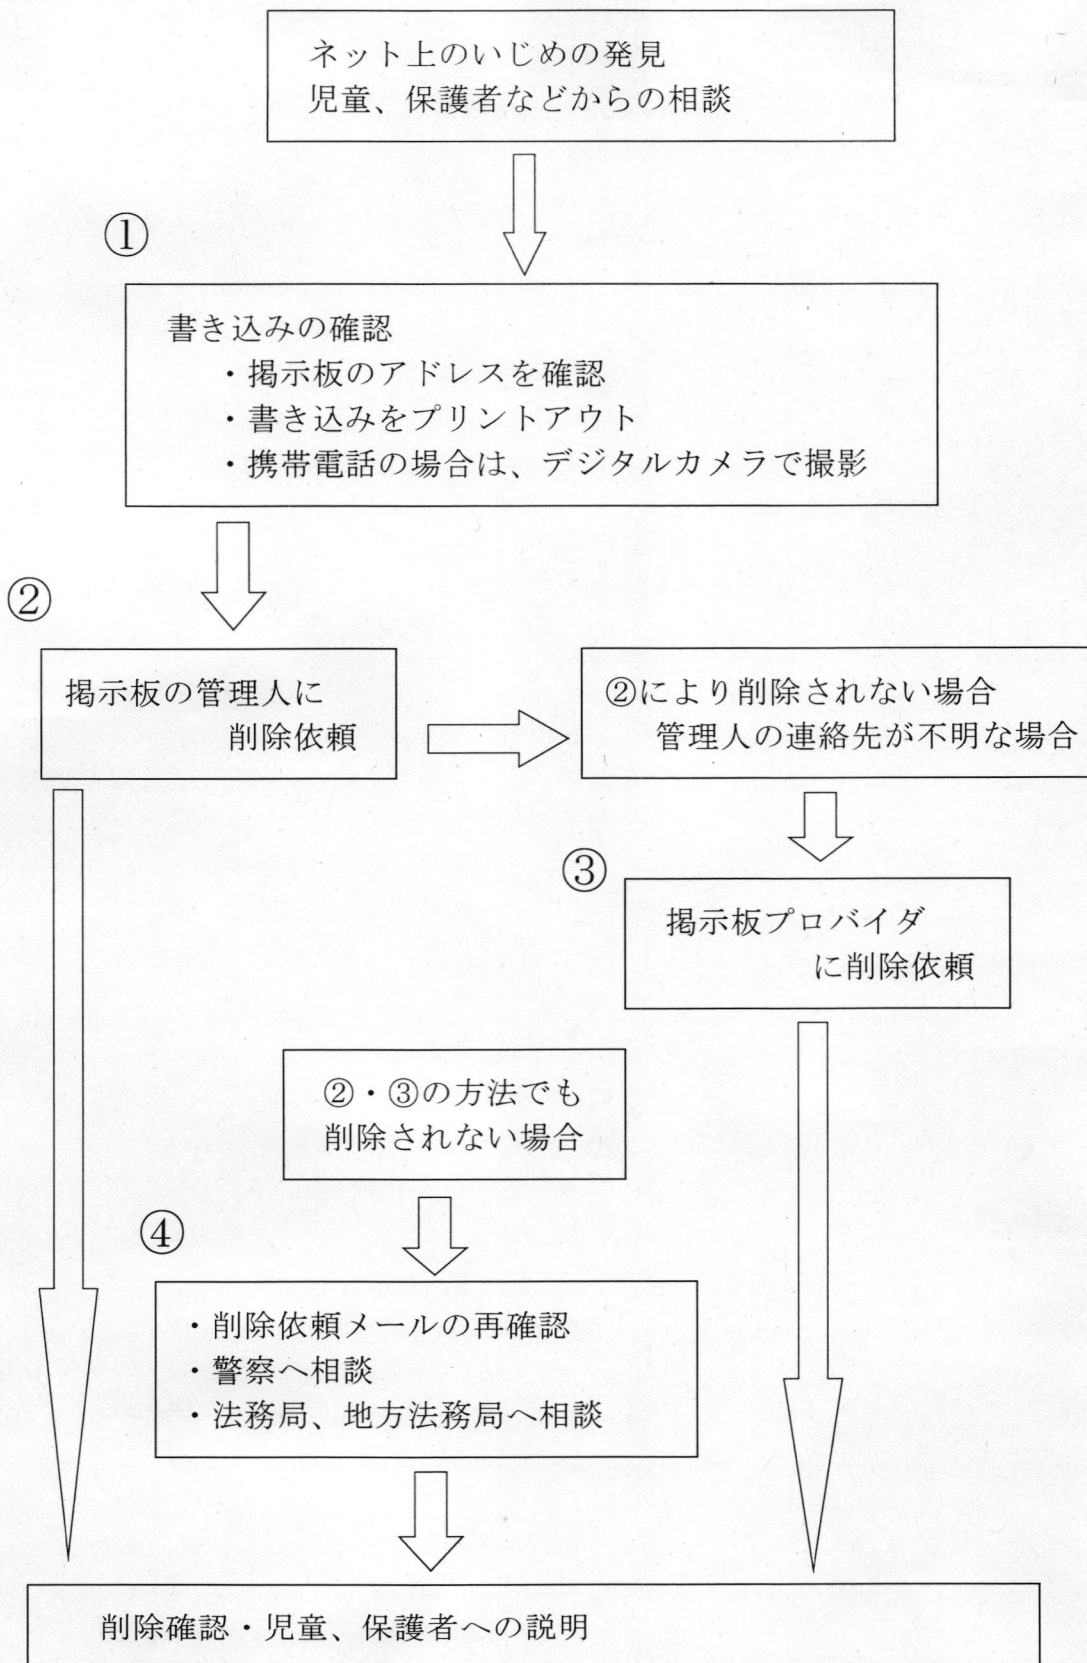 ネット上のいじめの発見
児童、保護者などからの相談
①
書き込みの確認
・掲示板のアドレスを確認
・書き込みをプリントアウト
・携帯電話の場合は、デジタルカメラで撮影
②
掲示板の管理人に
削除依頼
②により削除されない場合
管理人の連絡先が不明な場合
③
掲示板プロバイダ
に削除依頼
②・③の方法でも
削除されない場合
④
・削除依頼メールの再確認
・警察へ相談
・法務局、地方法務局へ相談
削除確認・児童、保護者への説明